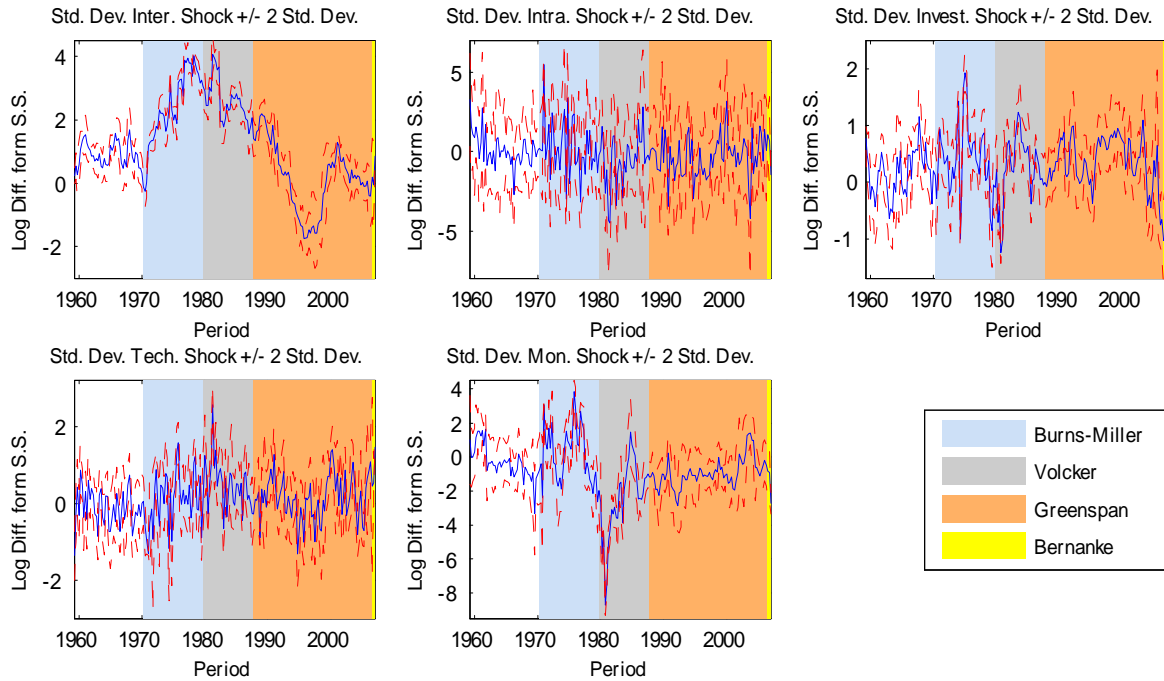 Std. Dev. Inter. Shock +/- 2 Std. Dev.
Log Diff. form S.S.
4
2
0
-2
1960 1970 1980 1990 2000
Period
Std. Dev. Intra. Shock +/- 2 Std. Dev.
Log Diff. form S.S.
5
0
-5
1960 1970 1980 1990 2000
Period
Std. Dev. Invest. Shock +/- 2 Std. Dev.
Log Diff. form S.S.
2
1
0
-1
1960 1970 1980 1990 2000
Period
Std. Dev. Tech. Shock +/- 2 Std. Dev.
Log Diff. form S.S.
2
0
-2
1960 1970 1980 1990 2000
Period
Std. Dev. Mon. Shock +/- 2 Std. Dev.
Log Diff. form S.S.
4
2
0
-2
-4
-6
-8
1960 1970 1980 1990 2000
Period
Burns-Miller
Volcker
Greenspan
Bernanke